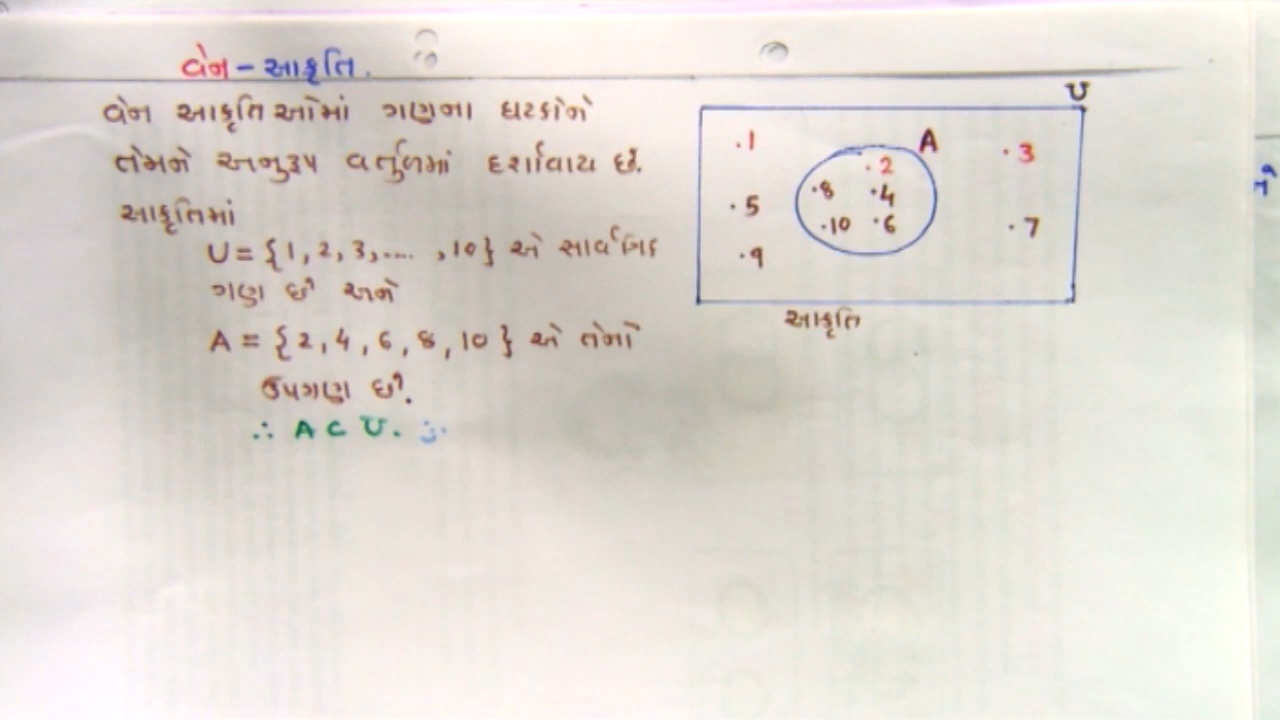 વેન - આકૃતિ.
વેન આકૃતિઓમાં ગણના ઘટકોને
તેમને અનુરૂપ વર્તુળમાં દર્શાવાય છે.
આકૃતિમાં
U = {1, 2, 3, .... , 10} એ સાર્વત્રિક
ગણ છે અને
A = {2, 4, 6, 8, 10} એ તેનો
ઉપગણ છે.
∴ A ⊂ U.
U
A
.1
.2
.3
.8
.4
.5
.10
.6
.7
.9
આકૃતિ